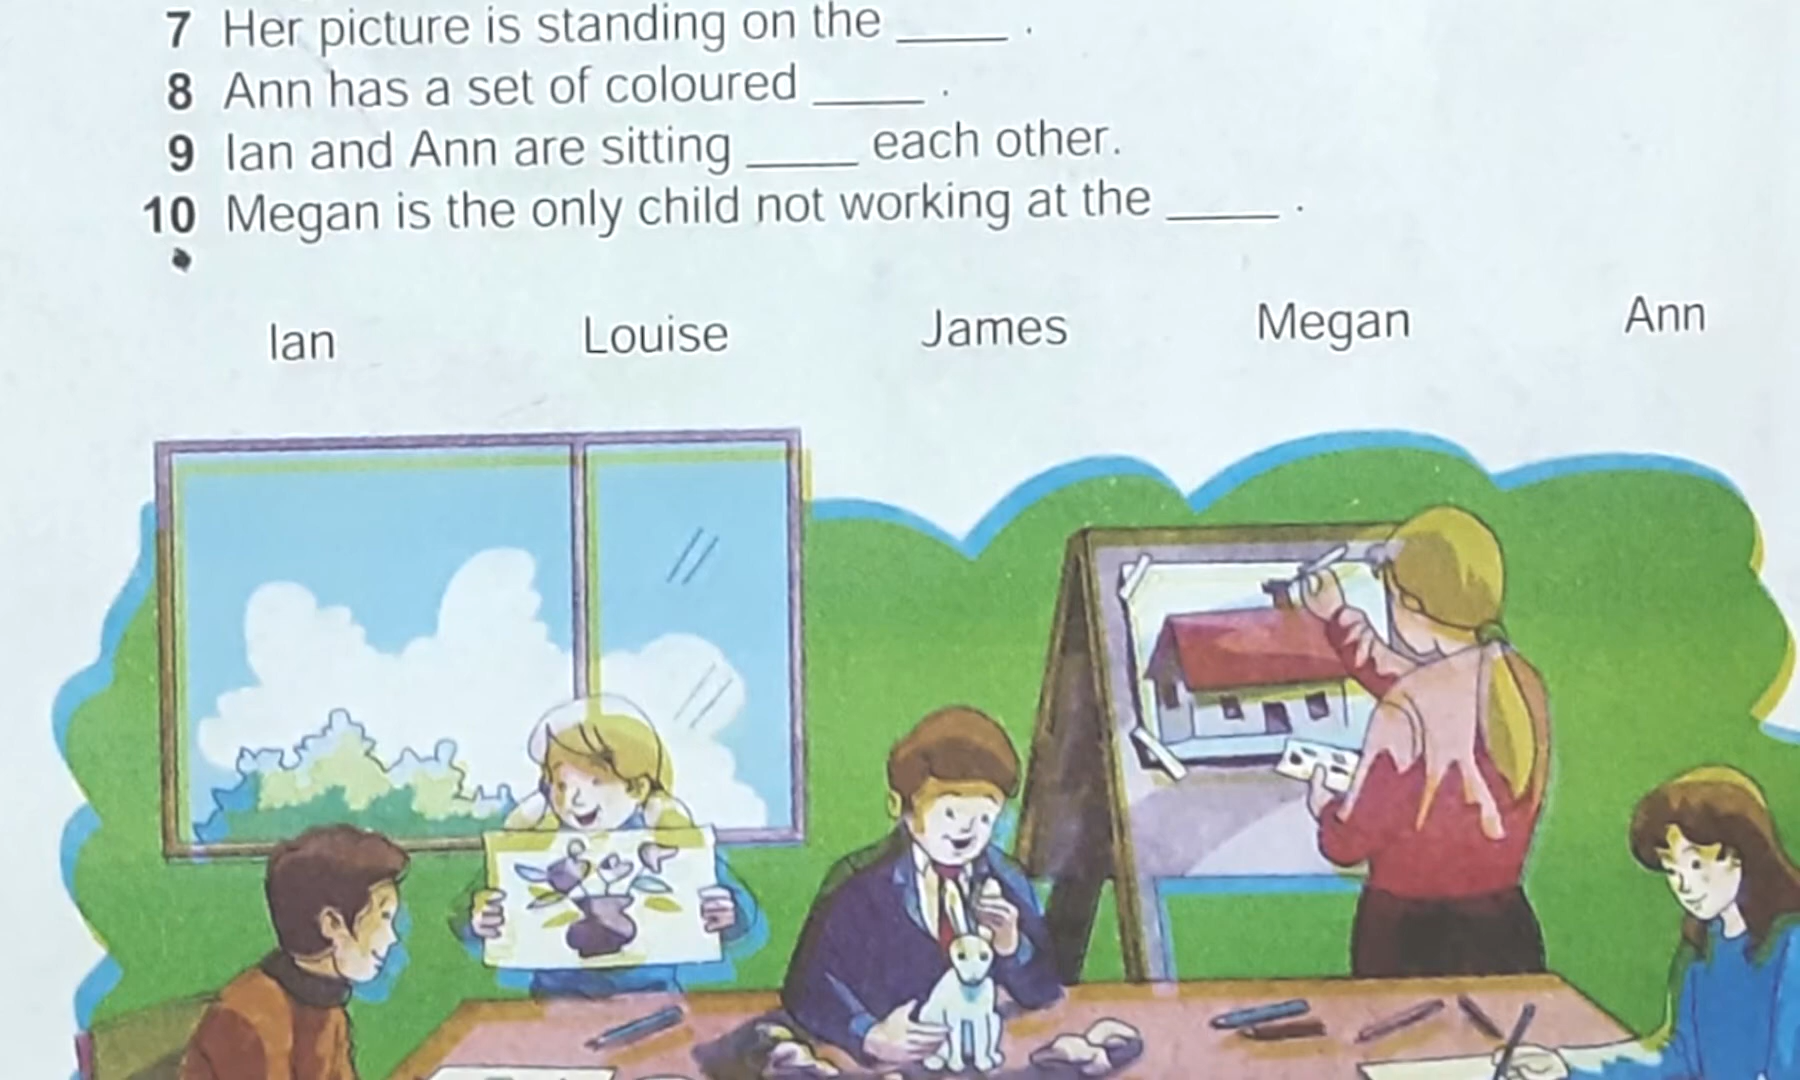 7 Her picture is standing on the _____ .
8 Ann has a set of coloured _____ .
9 Ian and Ann are sitting _____ each other.
10 Megan is the only child not working at the _____ .
Ian Louise James Megan Ann